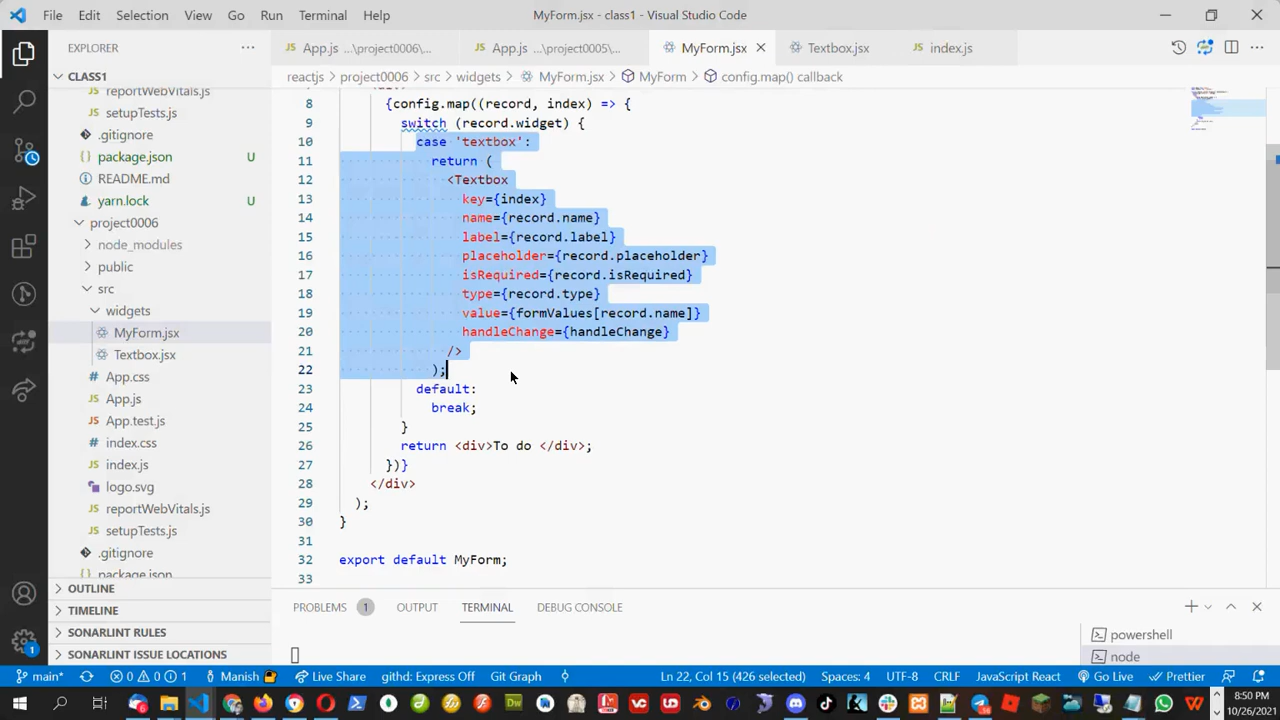 File Edit Selection View Go Run Terminal Help
MyForm.jsx - class1 - Visual Studio Code
EXPLORER
CLASS1
reportWebVitals.js
setupTests.js
.gitignore
package.json U
README.md
yarn.lock U
project0006
node_modules
public
src
widgets
MyForm.jsx
Textbox.jsx
App.css
App.js
App.test.js
index.css
index.js
logo.svg
reportWebVitals.js
setupTests.js
.gitignore
package.json
OUTLINE
TIMELINE
SONARLINT RULES
SONARLINT ISSUE LOCATIONS
JS App.js ...\project0006\... JS App.js ...\project0005\... MyForm.jsx Textbox.jsx JS index.js
reactjs > project0006 > src > widgets > MyForm.jsx > MyForm > config.map() callback
8 {config.map((record, index) => {
9 switch (record.widget) {
10 case 'textbox':
11 return (
12 <Textbox
13 key={index}
14 name={record.name}
15 label={record.label}
16 placeholder={record.placeholder}
17 isRequired={record.isRequired}
18 type={record.type}
19 value={formValues[record.name]}
20 handleChange={handleChange}
21 />
22 );
23 default:
24 break;
25 }
26 return <div>To do </div>;
27 })}
28 </div>
29 );
30 }
31
32 export default MyForm;
33
PROBLEMS 1 OUTPUT TERMINAL DEBUG CONSOLE
powershell
node
main* 0 0 1 Manish Live Share githd: Express Off Git Graph Ln 22, Col 15 (426 selected) Spaces: 4 UTF-8 CRLF JavaScript React Go Live Prettier
8:50 PM
10/26/2021